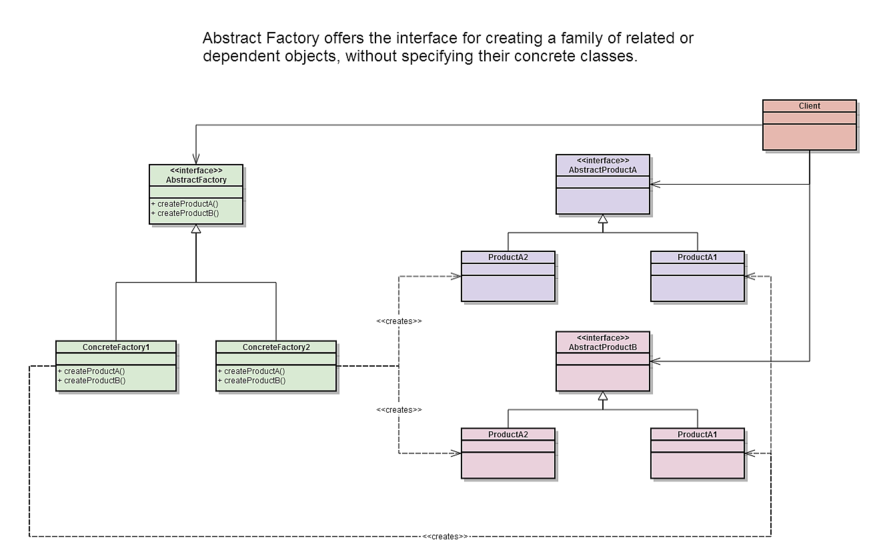 Abstract Factory offers the interface for creating a family of related or
dependent objects, without specifying their concrete classes.
Client
<<interface>>
AbstractFactory
+ createProductA()
+ createProductB()
<<interface>>
AbstractProductA
ProductA2
ProductA1
<<creates>>
<<interface>>
AbstractProductB
ConcreteFactory1
+ createProductA()
+ createProductB()
ConcreteFactory2
+ createProductA()
+ createProductB()
<<creates>>
ProductA2
ProductA1
<<creates>>